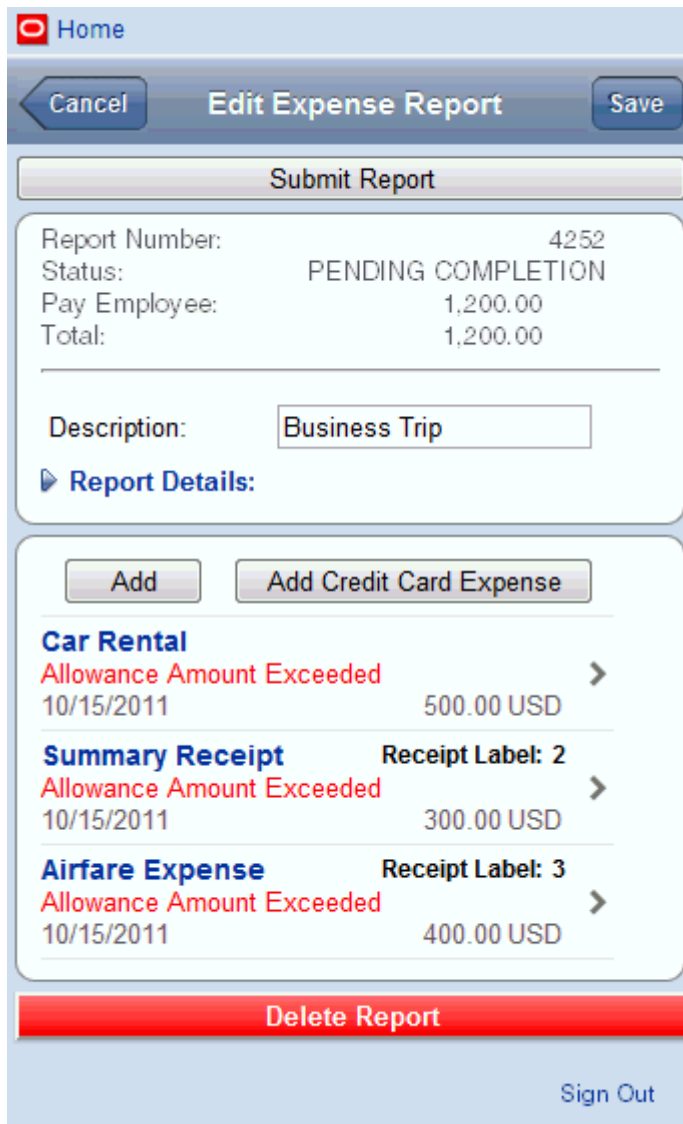 Home
Cancel Edit Expense Report Save
Submit Report
Report Number: 4252
Status: PENDING COMPLETION
Pay Employee: 1,200.00
Total: 1,200.00
Description: Business Trip
Report Details:
Add Add Credit Card Expense
Car Rental
Allowance Amount Exceeded
10/15/2011 500.00 USD
Summary Receipt Receipt Label: 2
Allowance Amount Exceeded
10/15/2011 300.00 USD
Airfare Expense Receipt Label: 3
Allowance Amount Exceeded
10/15/2011 400.00 USD
Delete Report
Sign Out